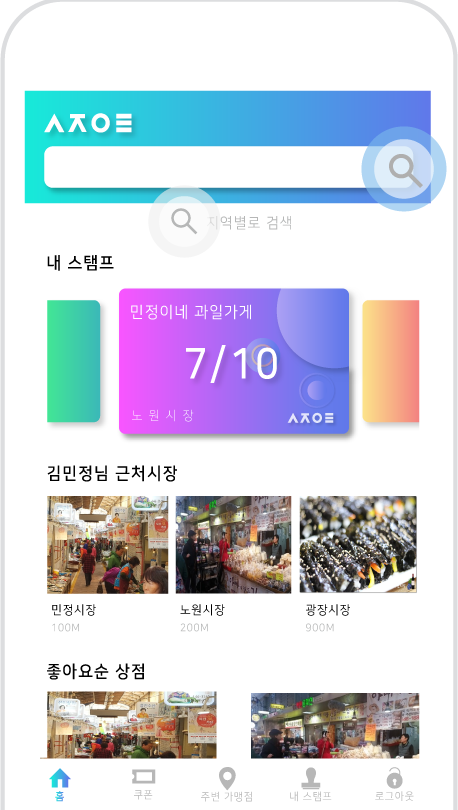 ㅅㅈㅇㅌ
지역별로 검색
내 스탬프
민정이네 과일가게
7/10
노원시장
ㅅㅈㅇㅌ
김민정님 근처시장
민정시장
100M
노원시장
200M
광장시장
900M
좋아요순 상점
홈
쿠폰
주변 가맹점
내 스탬프
로그아웃